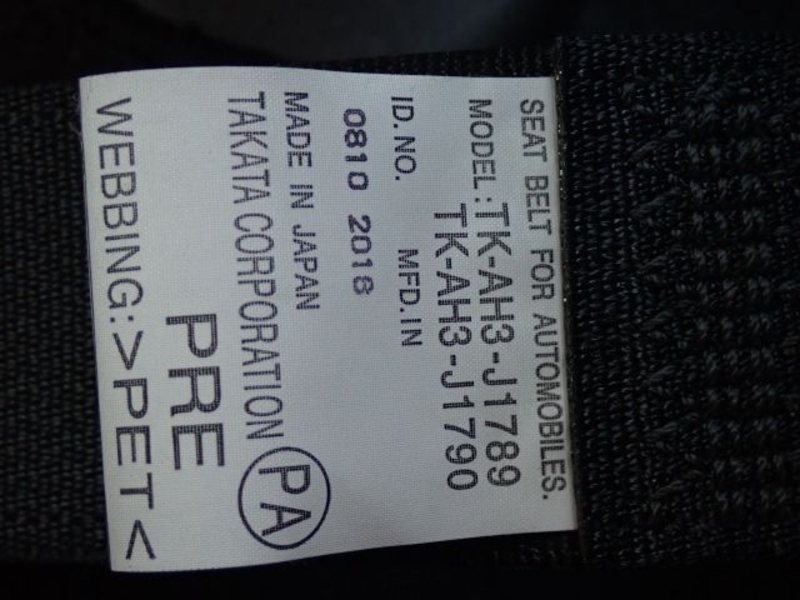 SEAT BELT FOR AUTOMOBILES.
MODEL:TK-AH3-J1789
TK-AH3-J1790
ID.NO. MFD.IN
0810 2018
MADE IN JAPAN
TAKATA CORPORATION PA
PRE
WEBBING:>PET<